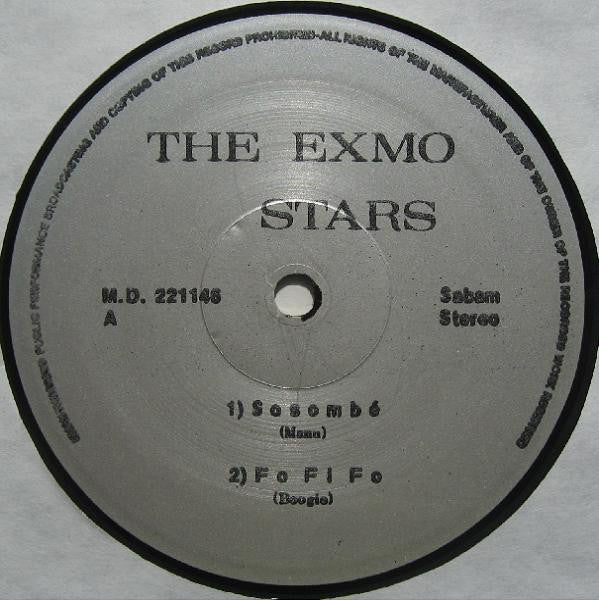 THE EXMO
STARS
M.D. 221146
A
Sabam
Stereo
1) Sosombé
(Manu)
2) Fo Fi Fo
(Boogie)
PUBLIC PERFORMANCE BROADCASTING AND COPYING OF THIS RECORD PROHIBITED-ALL RIGHTS OF THE MANUFACTURER AND OF THE OWNER OF THE RECORDED WORK RESERVED